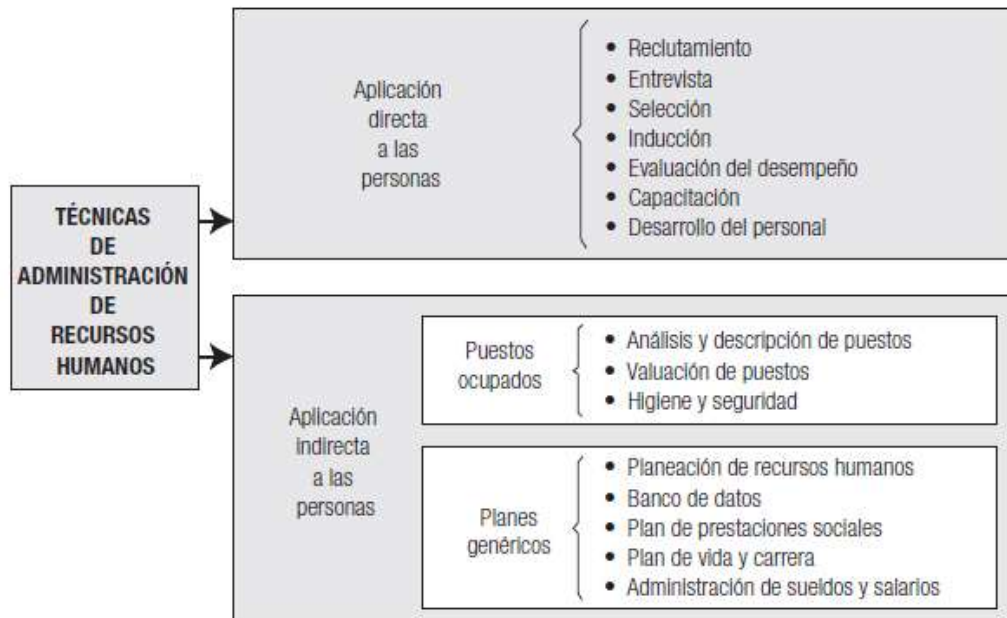 TÉCNICAS
DE
ADMINISTRACIÓN
DE
RECURSOS
HUMANOS
Aplicación
directa
a las
personas
• Reclutamiento
• Entrevista
• Selección
• Inducción
• Evaluación del desempeño
• Capacitación
• Desarrollo del personal
Aplicación
indirecta
a las
personas
Puestos
ocupados
• Análisis y descripción de puestos
• Valuación de puestos
• Higiene y seguridad
Planes
genéricos
• Planeación de recursos humanos
• Banco de datos
• Plan de prestaciones sociales
• Plan de vida y carrera
• Administración de sueldos y salarios